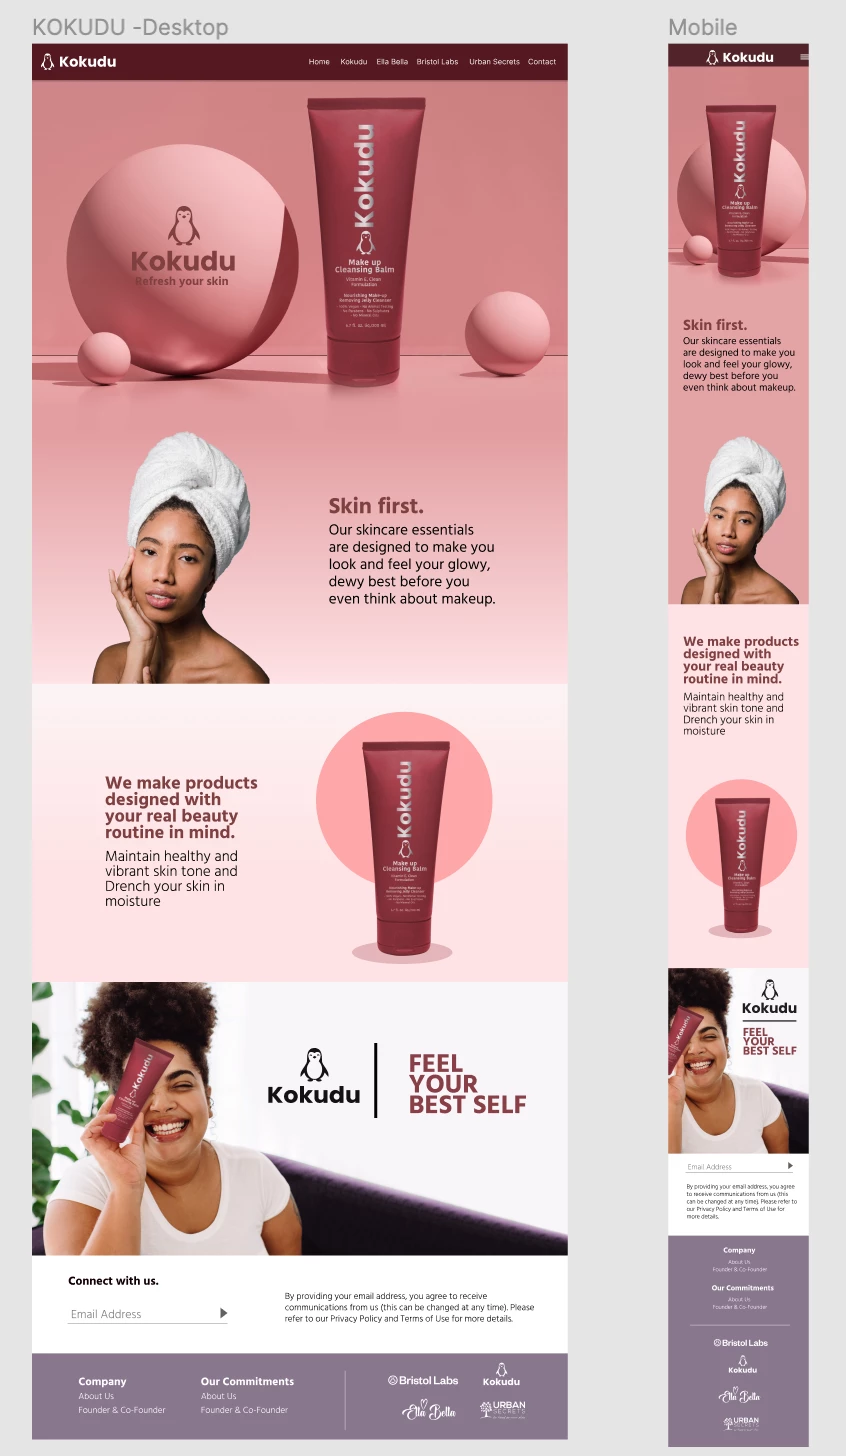 KOKUDU -Desktop
Kokudu
Home Kokudu Ella Bella Bristol Labs Urban Secrets Contact
Kokudu
Refresh your skin
Kokudu
Make up
Cleansing Balm
Vitamin E, Clean
Formulation
Nourishing Make-up
Removing Jelly Cleanser
Skin first.
Our skincare essentials
are designed to make you
look and feel your glowy,
dewy best before you
even think about makeup.
We make products
designed with
your real beauty
routine in mind.
Maintain healthy and
vibrant skin tone and
Drench your skin in
moisture
Kokudu
Make up
Cleansing Balm
Vitamin E, Clean
Formulation
Nourishing Make-up
Removing Jelly Cleanser
Kokudu
Kokudu
FEEL
YOUR
BEST SELF
Connect with us.
Email Address
By providing your email address, you agree to receive
communications from us (this can be changed at any time). Please
refer to our Privacy Policy and Terms of Use for more details.
Company
About Us
Founder & Co-Founder
Our Commitments
About Us
Founder & Co-Founder
Bristol Labs
Kokudu
Ella Bella
URBAN
SECRETS
Mobile
Kokudu
Kokudu
Make up
Cleansing Balm
Skin first.
Our skincare essentials
are designed to make you
look and feel your glowy,
dewy best before you
even think about makeup.
We make products
designed with
your real beauty
routine in mind.
Maintain healthy and
vibrant skin tone and
Drench your skin in
moisture
Kokudu
Make up
Cleansing Balm
Kokudu
Kokudu
FEEL
YOUR
BEST SELF
Email Address
By providing your email address, you agree
to receive communications from us (this
can be changed at any time). Please refer to
our Privacy Policy and Terms of Use for
more details.
Company
About Us
Founder & Co-Founder
Our Commitments
About Us
Founder & Co-Founder
Bristol Labs
Kokudu
Ella Bella
URBAN
SECRETS